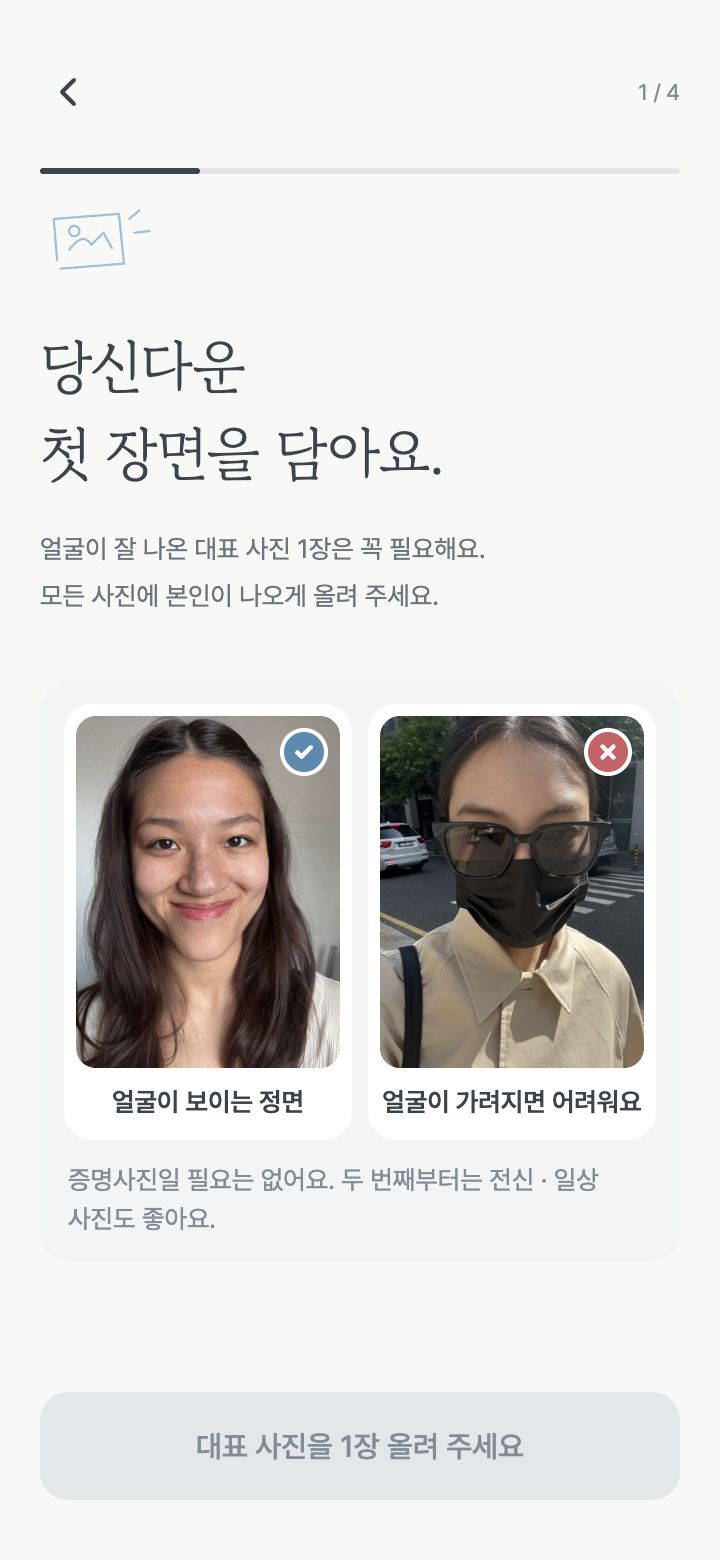 1 / 4
당신다운
첫 장면을 담아요.
얼굴이 잘 나온 대표 사진 1장은 꼭 필요해요.
모든 사진에 본인이 나오게 올려 주세요.
얼굴이 보이는 정면
얼굴이 가려지면 어려워요
증명사진일 필요는 없어요. 두 번째부터는 전신 · 일상
사진도 좋아요.
대표 사진을 1장 올려 주세요